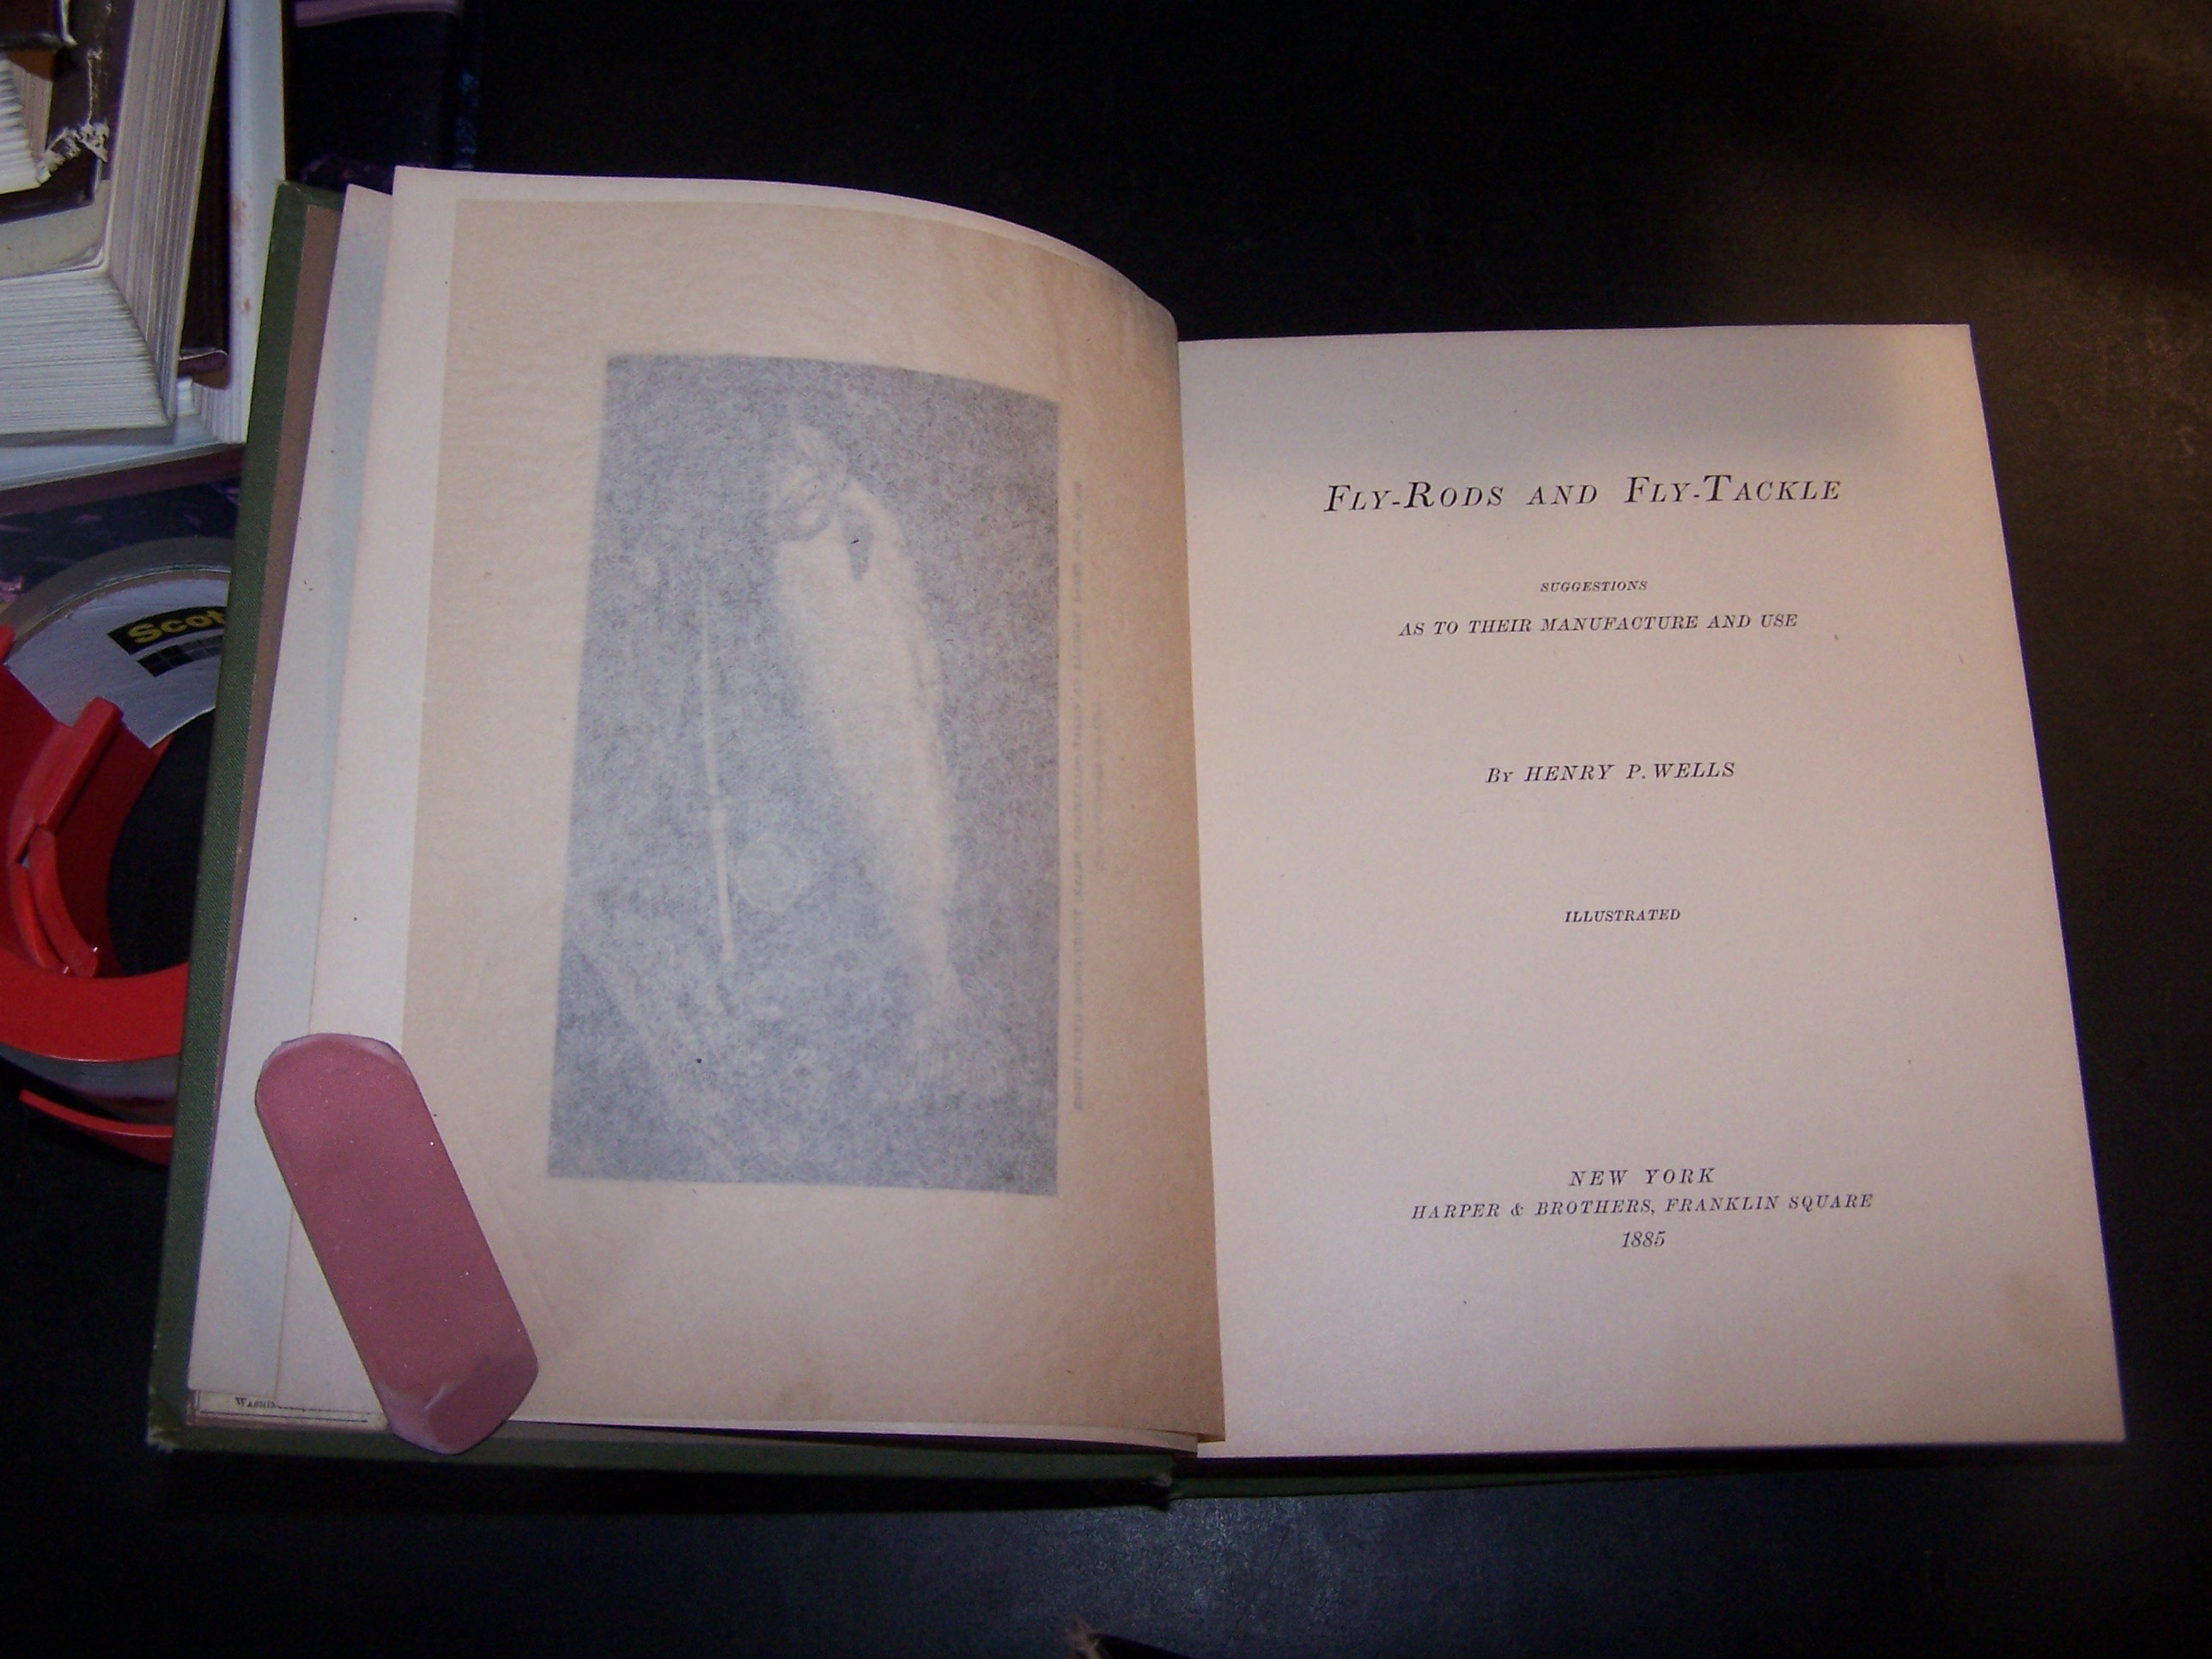 Scot
FLY-RODS AND FLY-TACKLE
SUGGESTIONS
AS TO THEIR MANUFACTURE AND USE
By HENRY P. WELLS
ILLUSTRATED
NEW YORK
HARPER & BROTHERS, FRANKLIN SQUARE
1885